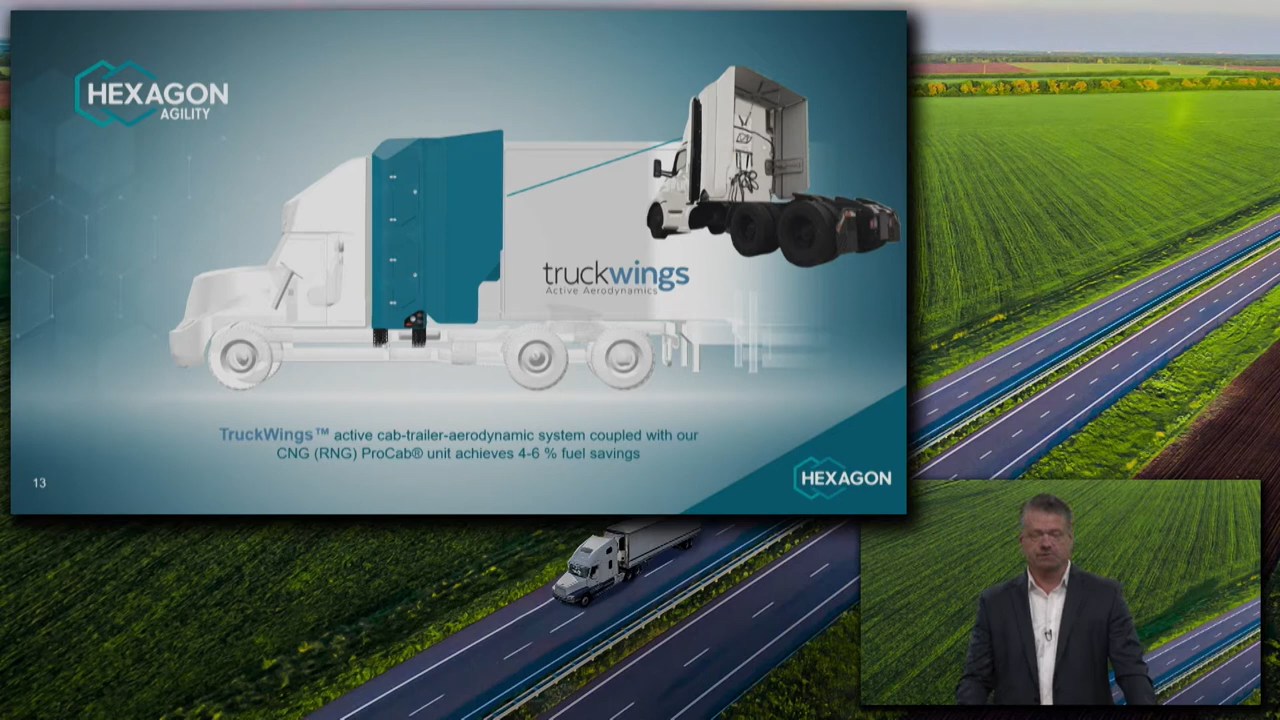 HEXAGON
AGILITY
truckwings
Active Aerodynamics
TruckWings™ active cab-trailer-aerodynamic system coupled with our
CNG (RNG) ProCab® unit achieves 4-6 % fuel savings
13
HEXAGON